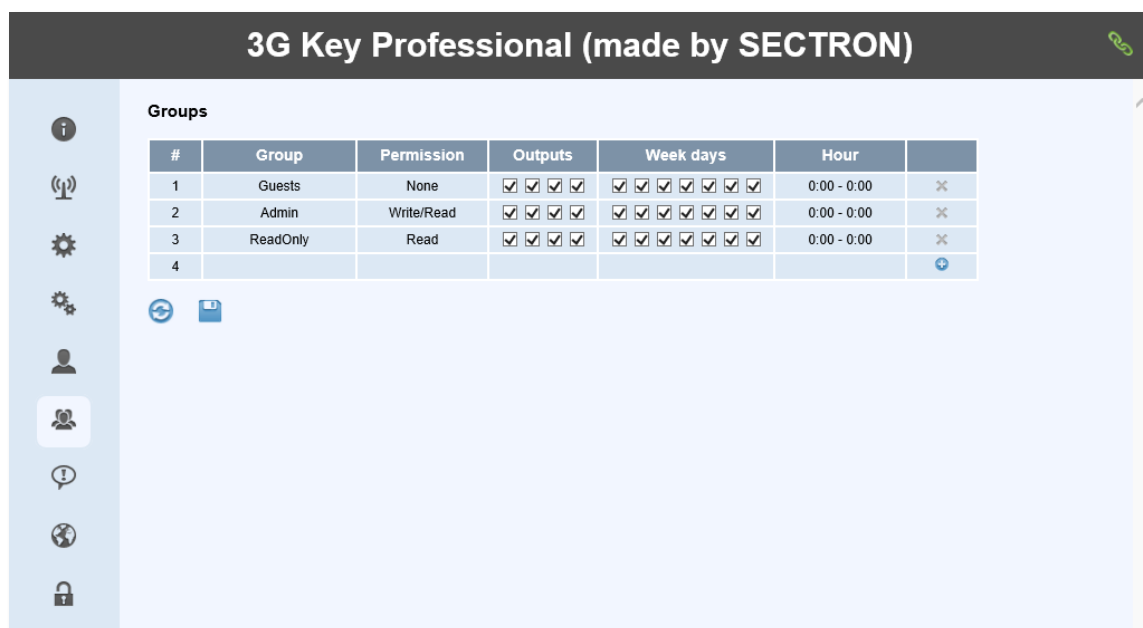 3G Key Professional (made by SECTRON)
Groups
# Group Permission Outputs Week days Hour
1 Guests None 0:00 - 0:00
2 Admin Write/Read 0:00 - 0:00
3 ReadOnly Read 0:00 - 0:00
4